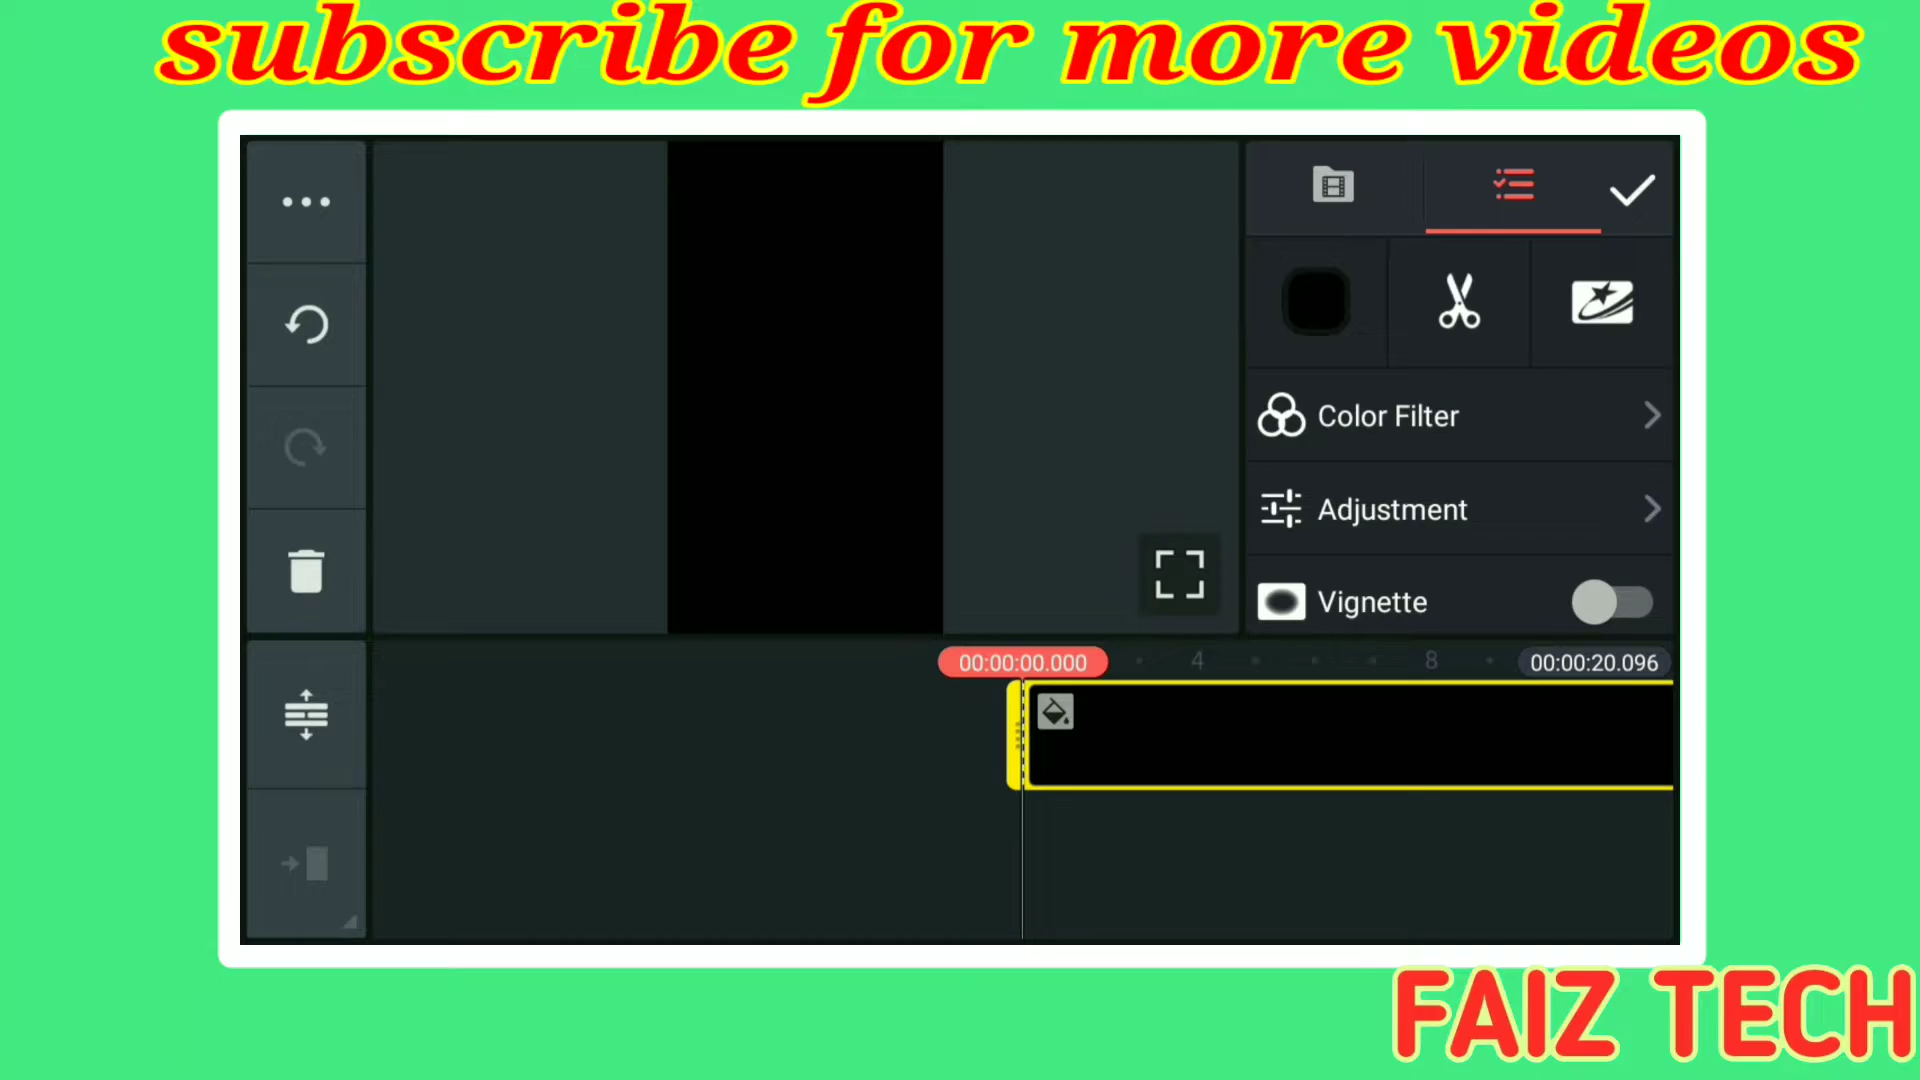 subscribe for more videos
Color Filter
Adjustment
Vignette
00:00:00.000
4
8
00:00:20.096
FAIZ TECH